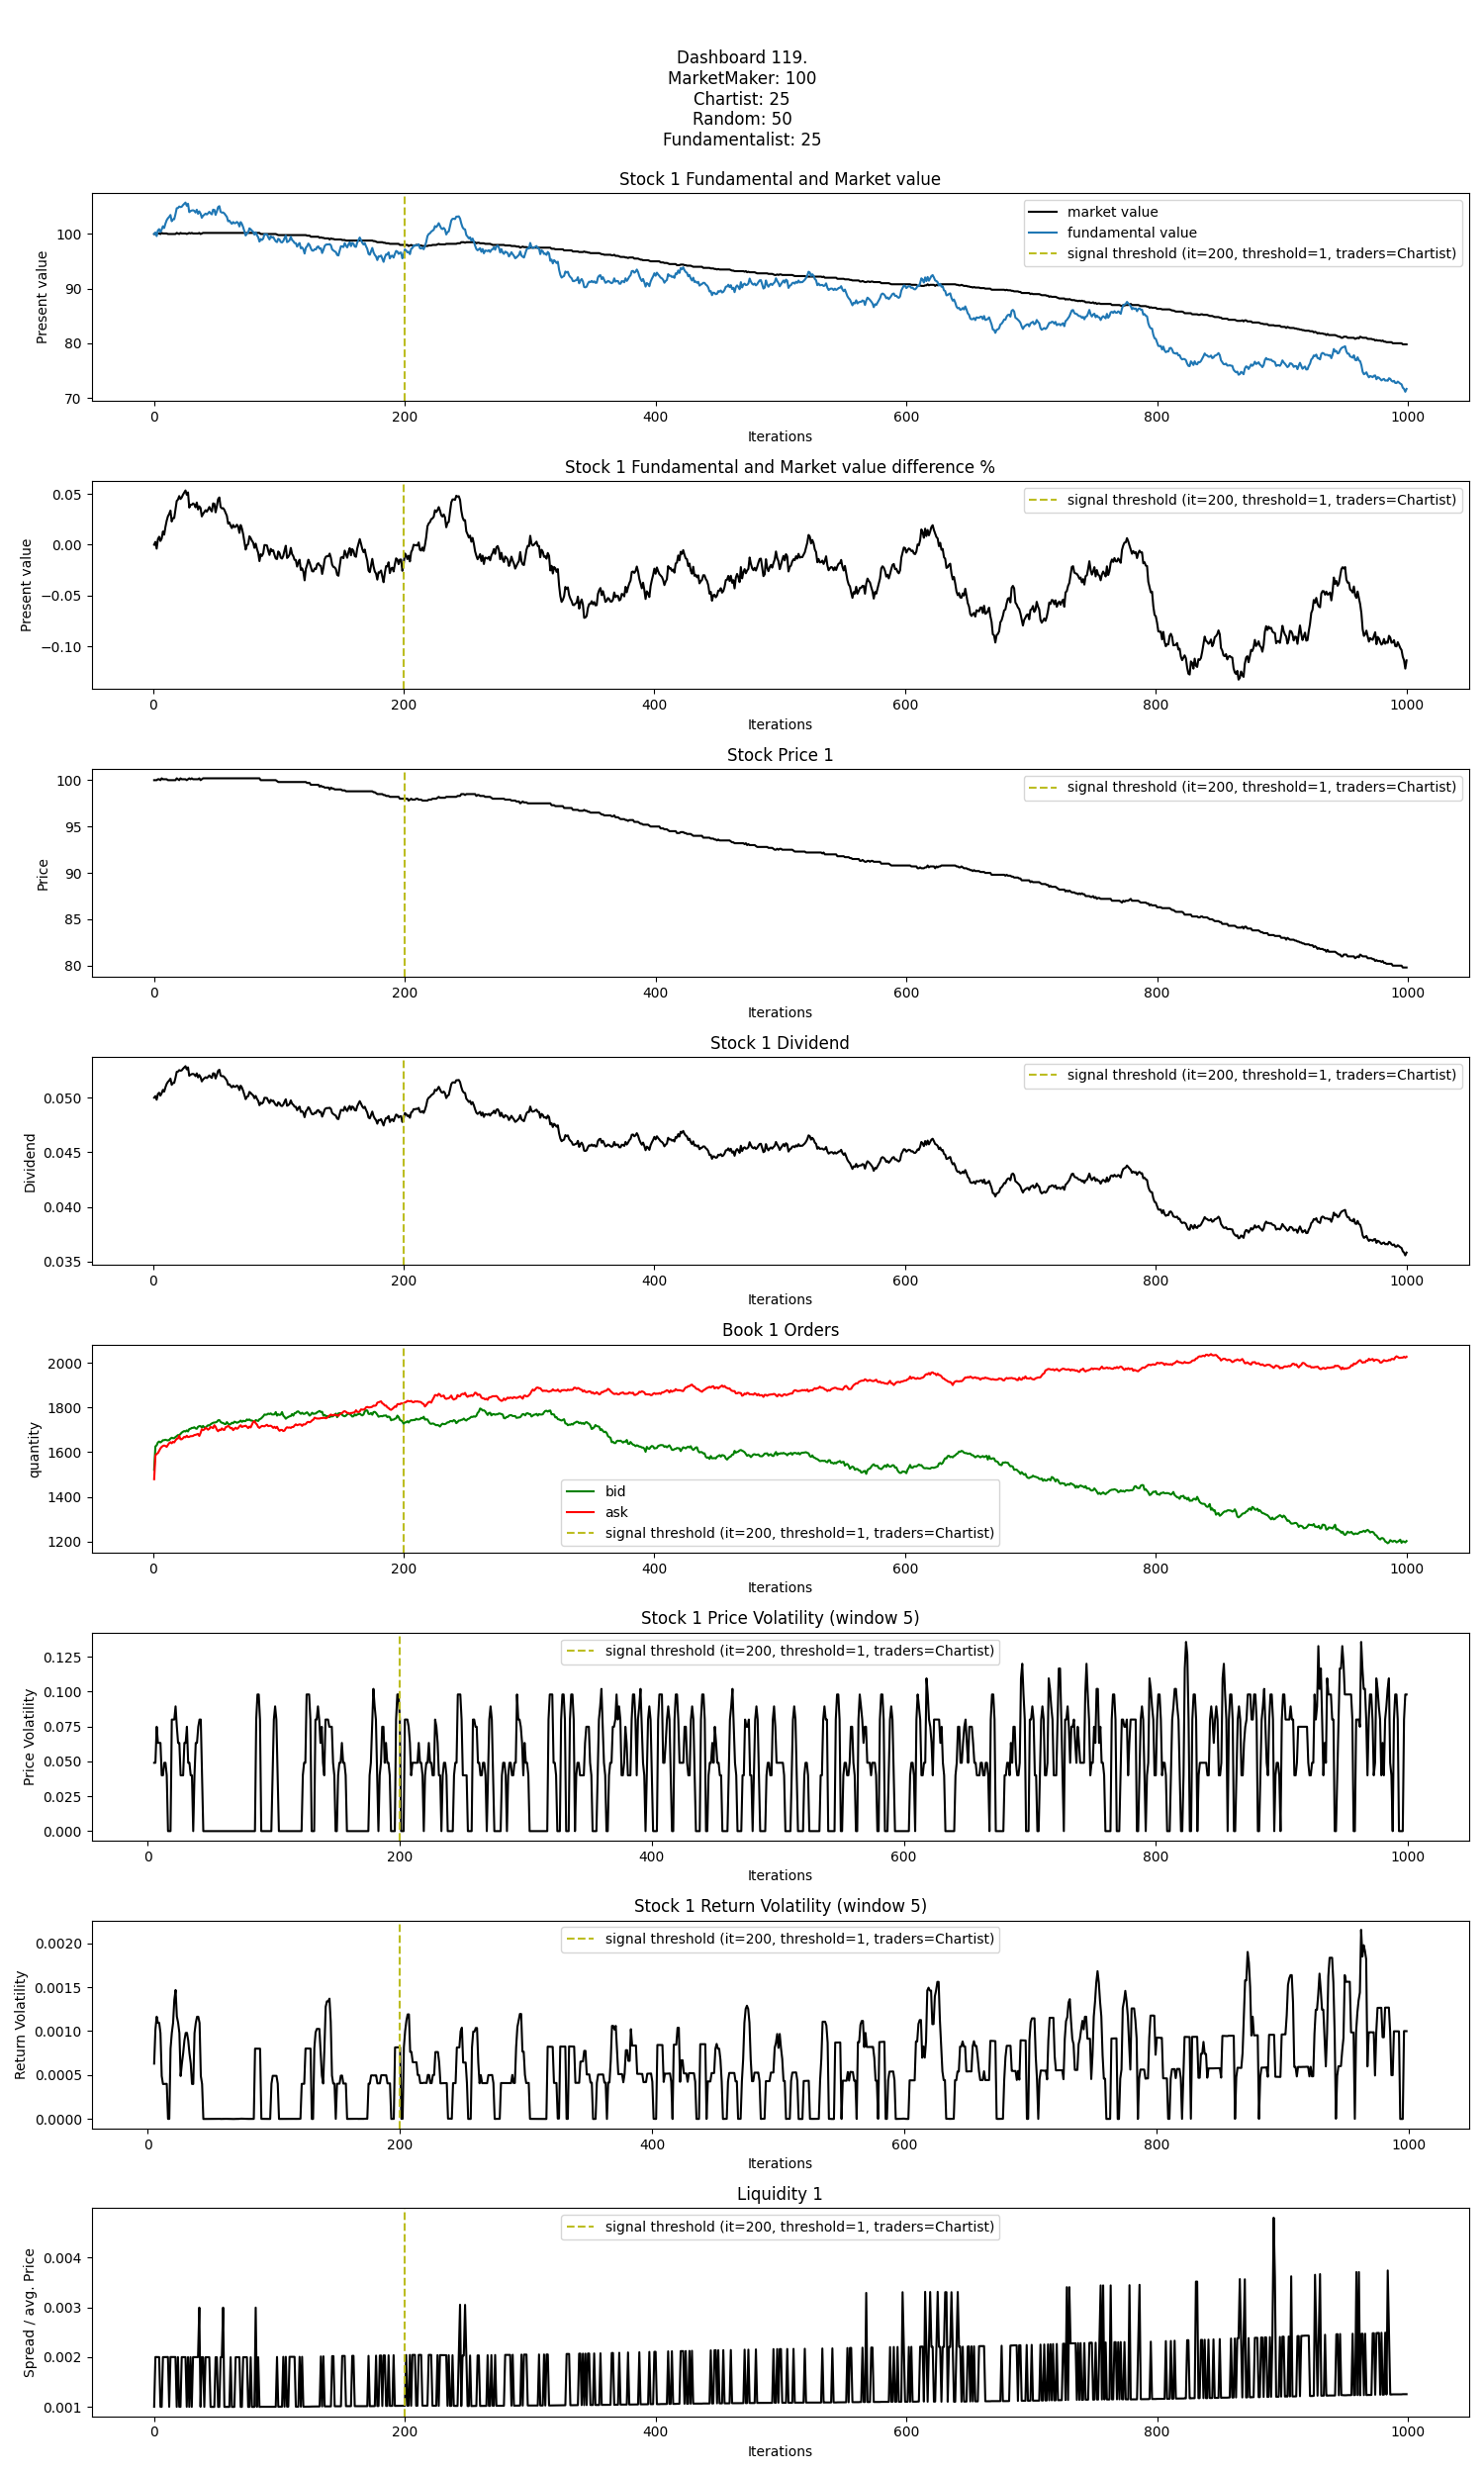 Dashboard 119.
MarketMaker: 100
Chartist: 25
Random: 50
Fundamentalist: 25
Stock 1 Fundamental and Market value
Present value
100
90
80
70
market value
fundamental value
signal threshold (it=200, threshold=1, traders=Chartist)
0 200 400 600 800 1000
Iterations
Stock 1 Fundamental and Market value difference %
Present value
0.05
0.00
−0.05
−0.10
signal threshold (it=200, threshold=1, traders=Chartist)
0 200 400 600 800 1000
Iterations
Stock Price 1
Price
100
95
90
85
80
signal threshold (it=200, threshold=1, traders=Chartist)
0 200 400 600 800 1000
Iterations
Stock 1 Dividend
Dividend
0.050
0.045
0.040
0.035
signal threshold (it=200, threshold=1, traders=Chartist)
0 200 400 600 800 1000
Iterations
Book 1 Orders
quantity
2000
1800
1600
1400
1200
bid
ask
signal threshold (it=200, threshold=1, traders=Chartist)
0 200 400 600 800 1000
Iterations
Stock 1 Price Volatility (window 5)
Price Volatility
0.125
0.100
0.075
0.050
0.025
0.000
signal threshold (it=200, threshold=1, traders=Chartist)
0 200 400 600 800 1000
Iterations
Stock 1 Return Volatility (window 5)
Return Volatility
0.0020
0.0015
0.0010
0.0005
0.0000
signal threshold (it=200, threshold=1, traders=Chartist)
0 200 400 600 800 1000
Iterations
Liquidity 1
Spread / avg. Price
0.004
0.003
0.002
0.001
signal threshold (it=200, threshold=1, traders=Chartist)
0 200 400 600 800 1000
Iterations